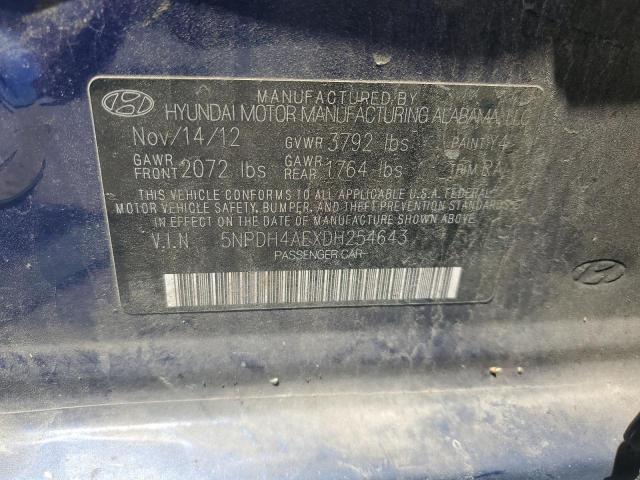 MANUFACTURED BY
HYUNDAI MOTOR MANUFACTURING ALABAMA,
Nov/14/12 GVWR 3792 lbs PAINT
GAWR FRONT 2072 lbs GAWR REAR 1764 lbs TRIM RA
THIS VEHICLE CONFORMS TO ALL APPLICABLE U.S.A. FEDERAL
MOTOR VEHICLE SAFETY, BUMPER, AND THEFT PREVENTION STANDARDS
IN EFFECT ON THE DATE OF MANUFACTURE SHOWN ABOVE.
V.I.N 5NPDH4AEXDH254643
PASSENGER CAR